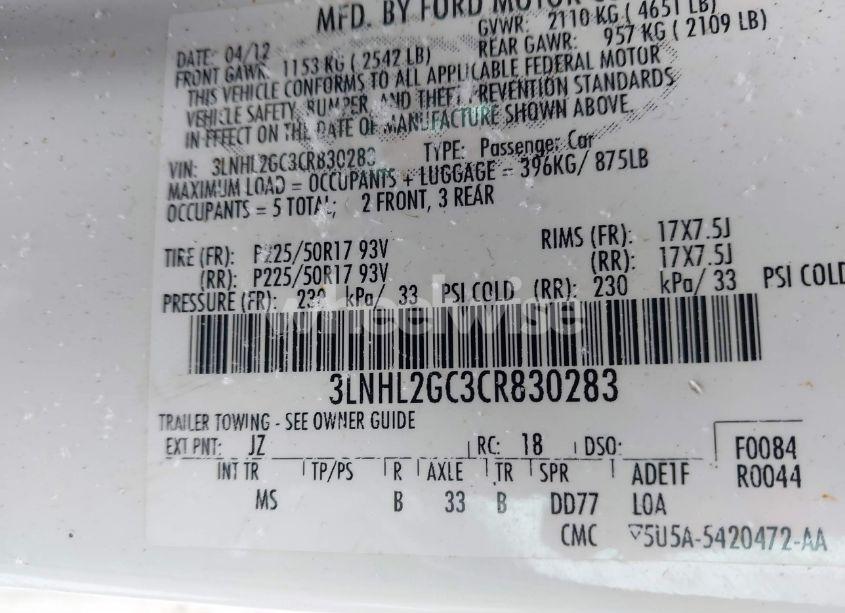 MFD. BY FORD MOTOR
DATE: 04/12 GVWR: 2110 KG ( 4651 LB)
FRONT GAWR: 1153 KG ( 2542 LB) REAR GAWR: 957 KG ( 2109 LB)
THIS VEHICLE CONFORMS TO ALL APPLICABLE FEDERAL MOTOR
VEHICLE SAFETY, BUMPER, AND THEFT PREVENTION STANDARDS
IN EFFECT ON THE DATE OF MANUFACTURE SHOWN ABOVE.
VIN: 3LNHL2GC3CR830283 TYPE: Passenger Car
MAXIMUM LOAD = OCCUPANTS + LUGGAGE = 396KG/ 875LB
OCCUPANTS = 5 TOTAL; 2 FRONT, 3 REAR
TIRE (FR): P225/50R17 93V RIMS (FR): 17X7.5J
(RR): P225/50R17 93V (RR): 17X7.5J
PRESSURE (FR): 230 kPa/ 33 PSI COLD (RR): 230 kPa/ 33 PSI COLD
wheelwise
3LNHL2GC3CR830283
TRAILER TOWING - SEE OWNER GUIDE
EXT PNT: JZ RC: 18 DSO: F0084
INT TR TP/PS R AXLE TR SPR ADE1F R0044
MS B 33 B DD77 LOA
CMC 5U5A-5420472-AA